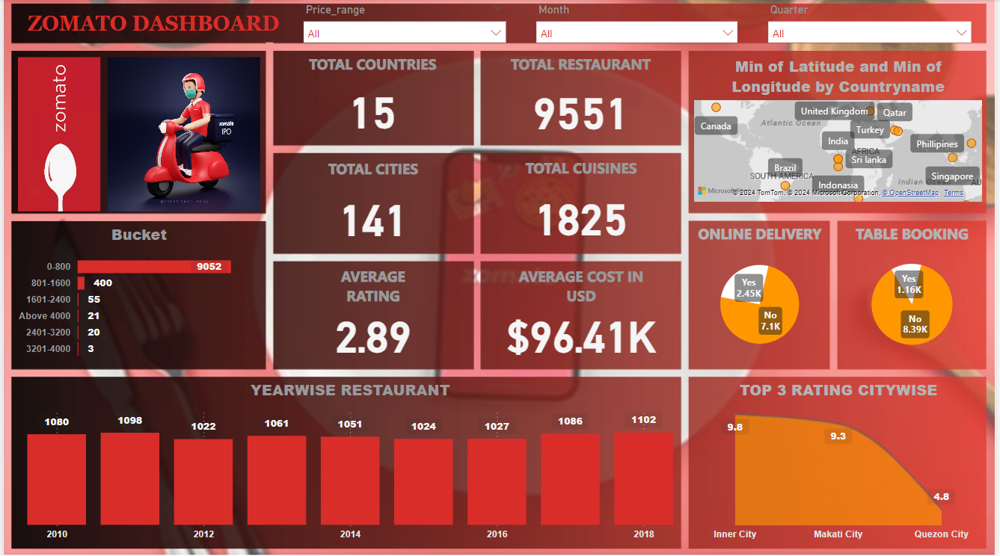 ZOMATO DASHBOARD
Price_range
All
Month
All
Quarter
All
zomato
zomato
IPO
TOTAL COUNTRIES
15
TOTAL RESTAURANT
9551
TOTAL CITIES
141
TOTAL CUISINES
1825
AVERAGE
RATING
2.89
AVERAGE COST IN
USD
$96.41K
Min of Latitude and Min of
Longitude by Countryname
United Kingdom
Qatar
Canada
Atlantic Ocean
Turkey
India
AFRICA
Phillipines
Sri lanka
Brazil
SOUTH AMERICA
Singapore
Indonasia
Indian
AU
Microsoft
© 2024 TomTom, © 2024 Microsoft Corporation, © OpenStreetMap Terms
Bucket
0-800 9052
801-1600 400
1601-2400 55
Above 4000 21
2401-3200 20
3201-4000 3
ONLINE DELIVERY
Yes
2.45K
No
7.1K
TABLE BOOKING
Yes
1.16K
No
8.39K
YEARWISE RESTAURANT
1080 1098 1022 1061 1051 1024 1027 1086 1102
2010 2012 2014 2016 2018
TOP 3 RATING CITYWISE
9.8
9.3
4.8
Inner City Makati City Quezon City